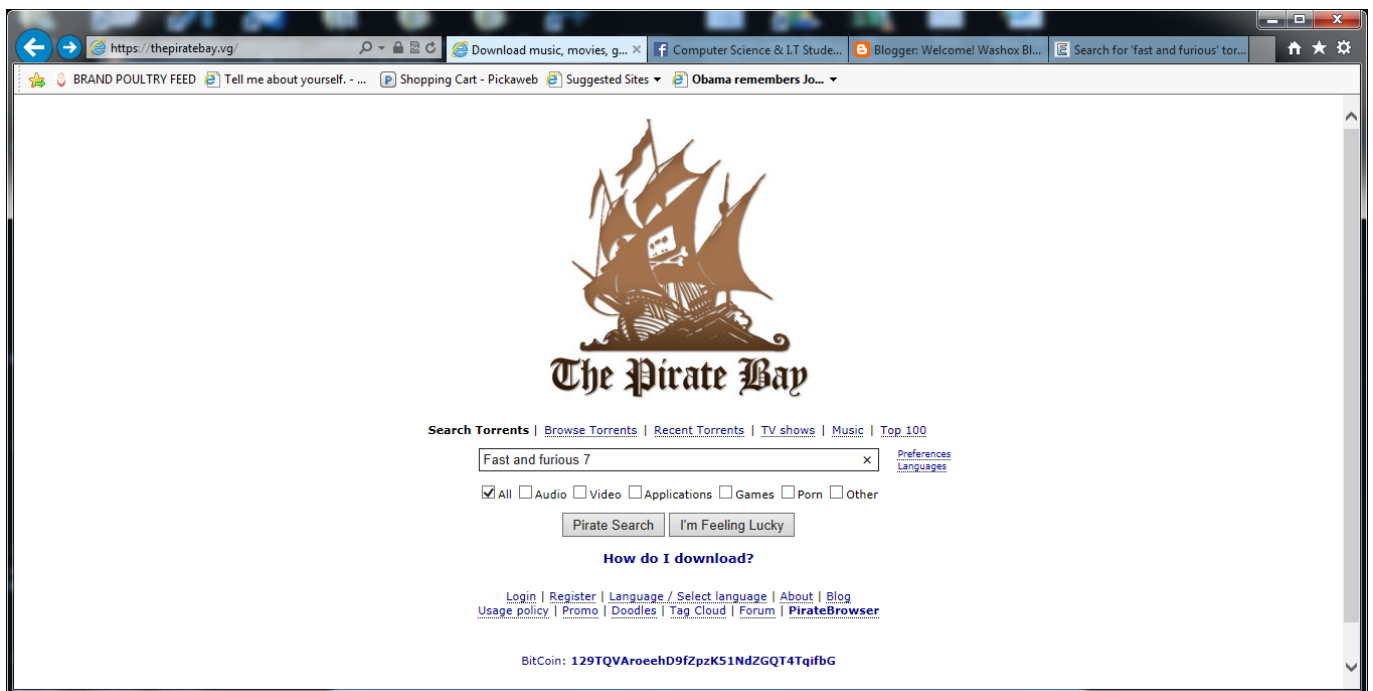 https://thepiratebay.vg/
Download music, movies, g...
Computer Science & I.T Stude...
Blogger: Welcome! Washox Bl...
Search for 'fast and furious' tor...
BRAND POULTRY FEED
Tell me about yourself. - ...
Shopping Cart - Pickaweb
Suggested Sites
Obama remembers Jo...
The Pirate Bay
Search Torrents | Browse Torrents | Recent Torrents | TV shows | Music | Top 100
Fast and furious 7
Preferences
Languages
All Audio Video Applications Games Porn Other
Pirate Search I'm Feeling Lucky
How do I download?
Login | Register | Language / Select language | About | Blog
Usage policy | Promo | Doodles | Tag Cloud | Forum | PirateBrowser
BitCoin: 129TQVAroeehD9fZpzK51NdZGQT4TqifbG